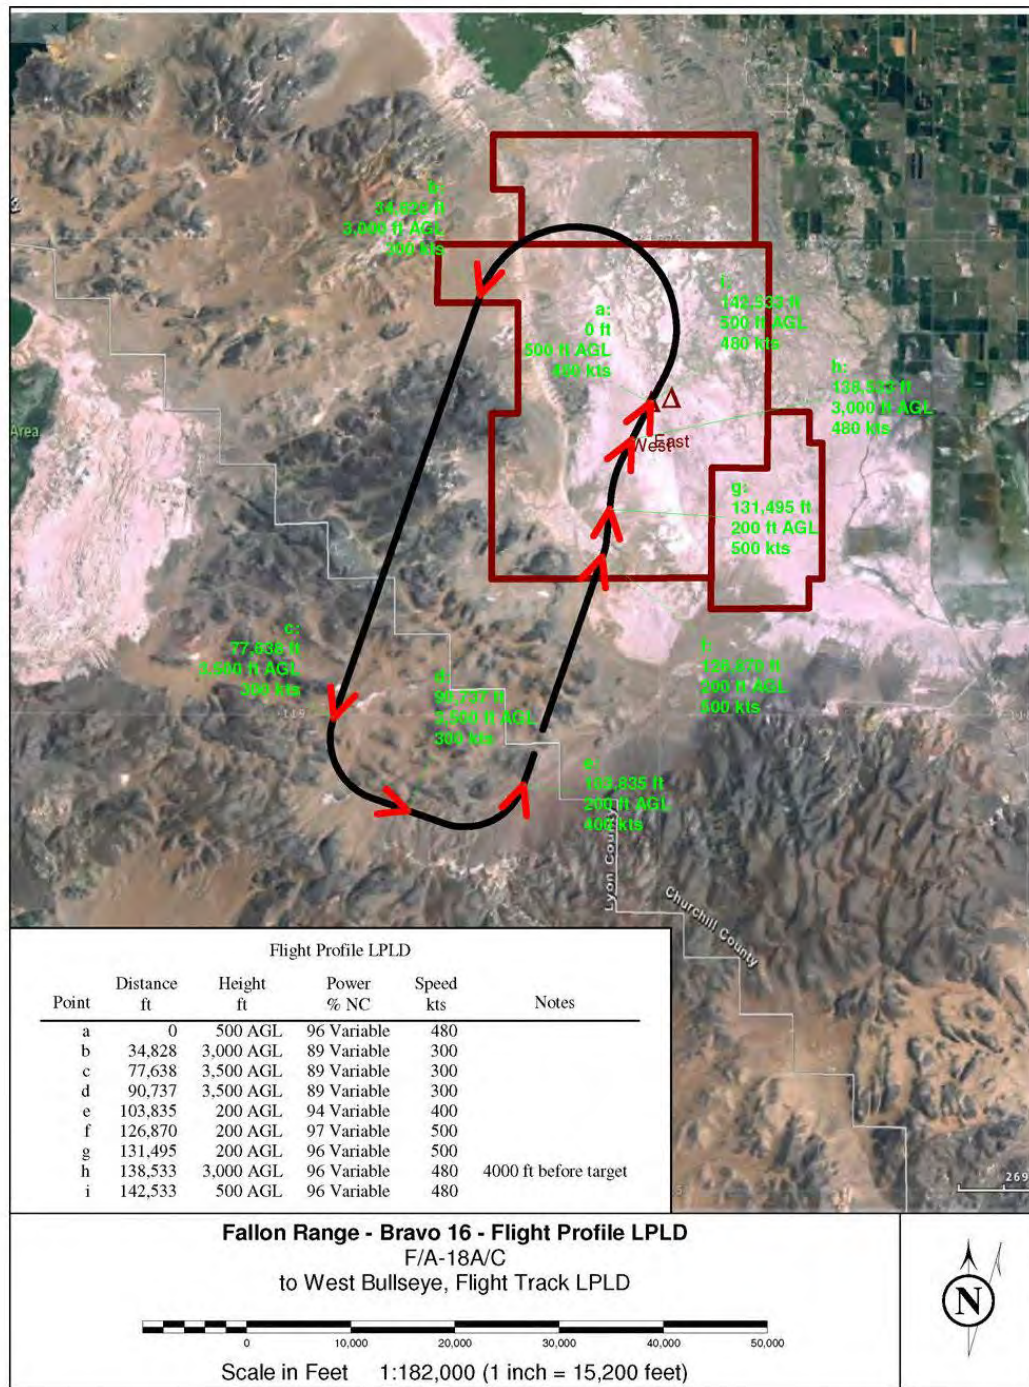 b:
34,828 ft
3,000 ft AGL
300 kts
a:
0 ft
500 ft AGL
480 kts
i:
142,533 ft
500 ft AGL
480 kts
h:
138,533 ft
3,000 ft AGL
480 kts
West
East
Area
g:
131,495 ft
200 ft AGL
500 kts
c:
77,638 ft
3,500 ft AGL
300 kts
d:
90,737 ft
3,500 ft AGL
300 kts
f:
126,870 ft
200 ft AGL
500 kts
-119
e:
103,835 ft
200 ft AGL
400 kts
Lyon County
Churchill County
Flight Profile LPLD
Point Distance ft Height ft Power % NC Speed kts Notes
a 0 500 AGL 96 Variable 480
b 34,828 3,000 AGL 89 Variable 300
c 77,638 3,500 AGL 89 Variable 300
d 90,737 3,500 AGL 89 Variable 300
e 103,835 200 AGL 94 Variable 400
f 126,870 200 AGL 97 Variable 500
g 131,495 200 AGL 96 Variable 500
h 138,533 3,000 AGL 96 Variable 480 4000 ft before target
i 142,533 500 AGL 96 Variable 480
269
Fallon Range - Bravo 16 - Flight Profile LPLD
F/A-18A/C
to West Bullseye, Flight Track LPLD
0 10,000 20,000 30,000 40,000 50,000
Scale in Feet 1:182,000 (1 inch = 15,200 feet)
N